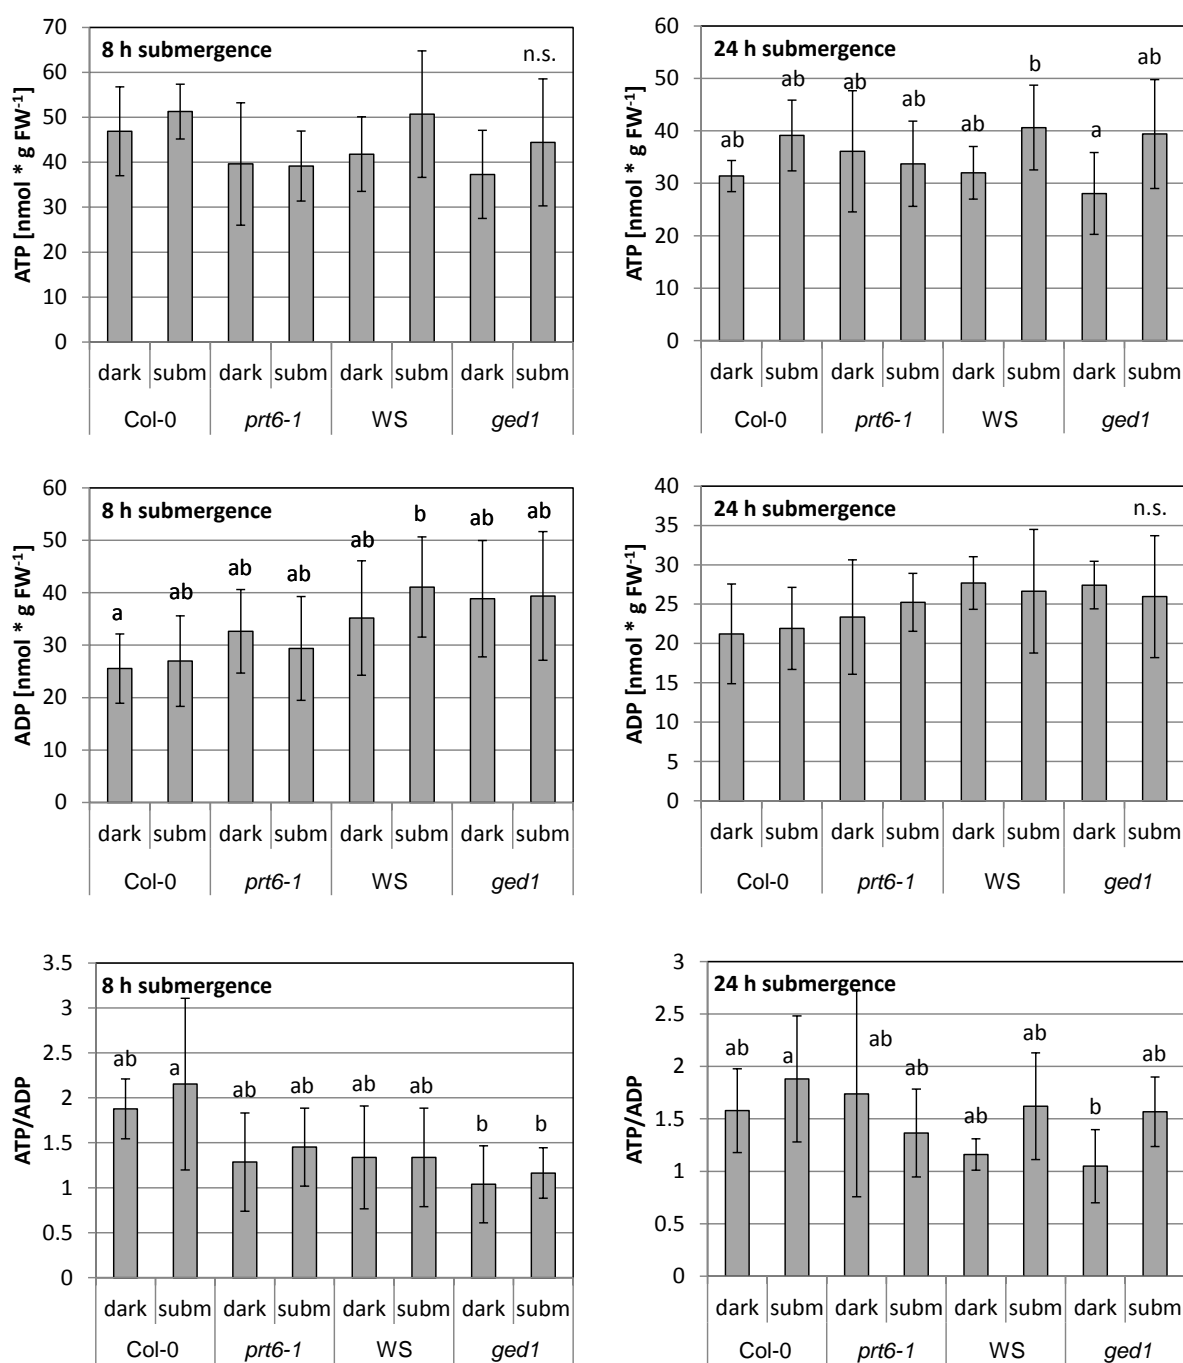 8 h submergence
n.s.
ATP [nmol * g FW-1]
70
60
50
40
30
20
10
0
dark subm dark subm dark subm dark subm
Col-0 prt6-1 WS ged1
24 h submergence
ab ab ab ab ab b a ab
ATP [nmol * g FW-1]
60
50
40
30
20
10
0
dark subm dark subm dark subm dark subm
Col-0 prt6-1 WS ged1
8 h submergence
a ab ab ab ab b ab ab
ADP [nmol * g FW-1]
60
50
40
30
20
10
0
dark subm dark subm dark subm dark subm
Col-0 prt6-1 WS ged1
24 h submergence
n.s.
ADP [nmol * g FW-1]
40
35
30
25
20
15
10
5
0
dark subm dark subm dark subm dark subm
Col-0 prt6-1 WS ged1
8 h submergence
ab a ab ab ab ab b b
ATP/ADP
3.5
3
2.5
2
1.5
1
0.5
0
dark subm dark subm dark subm dark subm
Col-0 prt6-1 WS ged1
24 h submergence
ab a ab ab ab ab b ab
ATP/ADP
3
2.5
2
1.5
1
0.5
0
dark subm dark subm dark subm dark subm
Col-0 prt6-1 WS ged1